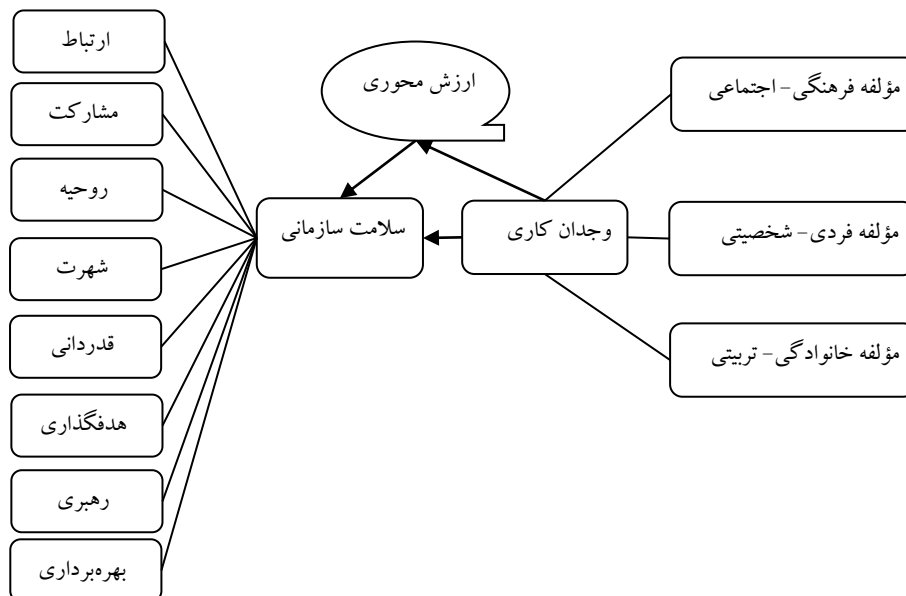 ارتباط
مشارکت
روحیه
شهرت
قدردانی
هدفگذاری
رهبری
بهره‌برداری
ارزش محوری
سلامت سازمانی
وجدان کاری
مؤلفه فرهنگی- اجتماعی
مؤلفه فردی- شخصیتی
مؤلفه خانوادگی- تربیتی